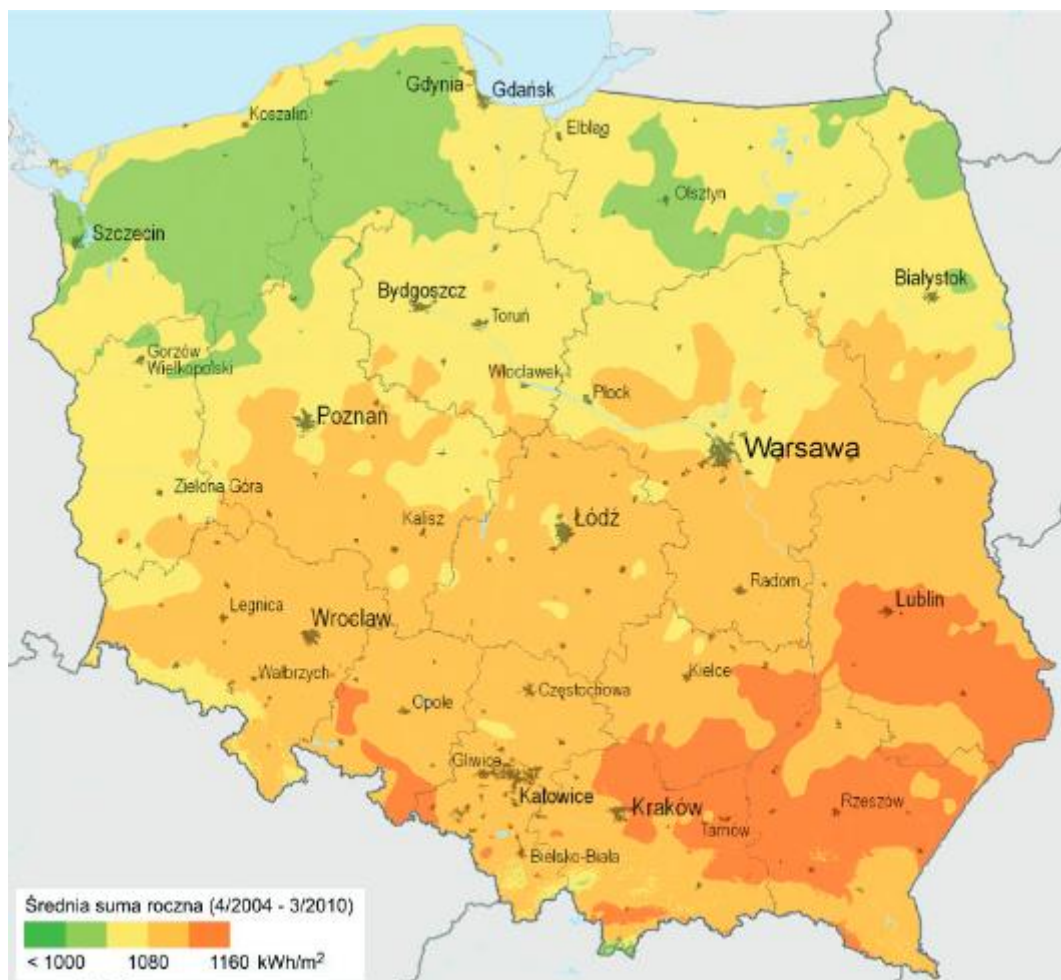 Gdynia
Gdańsk
Koszalin
Elbląg
Olsztyn
Szczecin
Białystok
Bydgoszcz
Toruń
Gorzów
Wielkopolski
Włocławek
Płock
Poznań
Warsawa
Zielona Góra
Kalisz
Łódź
Radom
Legnica
Wrocław
Lublin
Wałbrzych
Kielce
Opole
Częstochowa
Gliwice
Katowice
Kraków
Tarnów
Rzeszów
Bielsko-Biała
Średnia suma roczna (4/2004 - 3/2010)
< 1000 1080 1160 kWh/m²